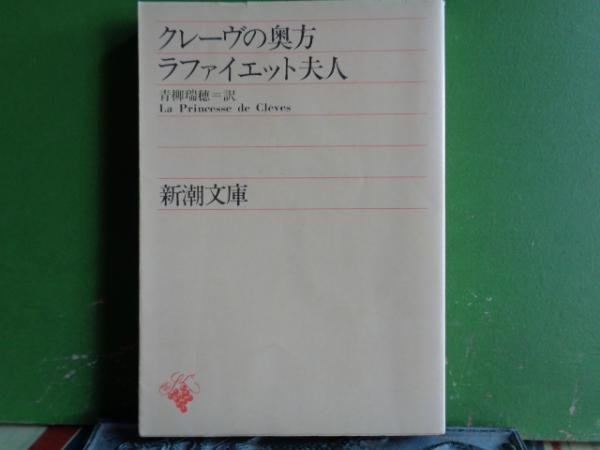 クレーヴの奥方
ラファイエット夫人
青柳瑞穂=訳
La Princesse de Clèves
新潮文庫